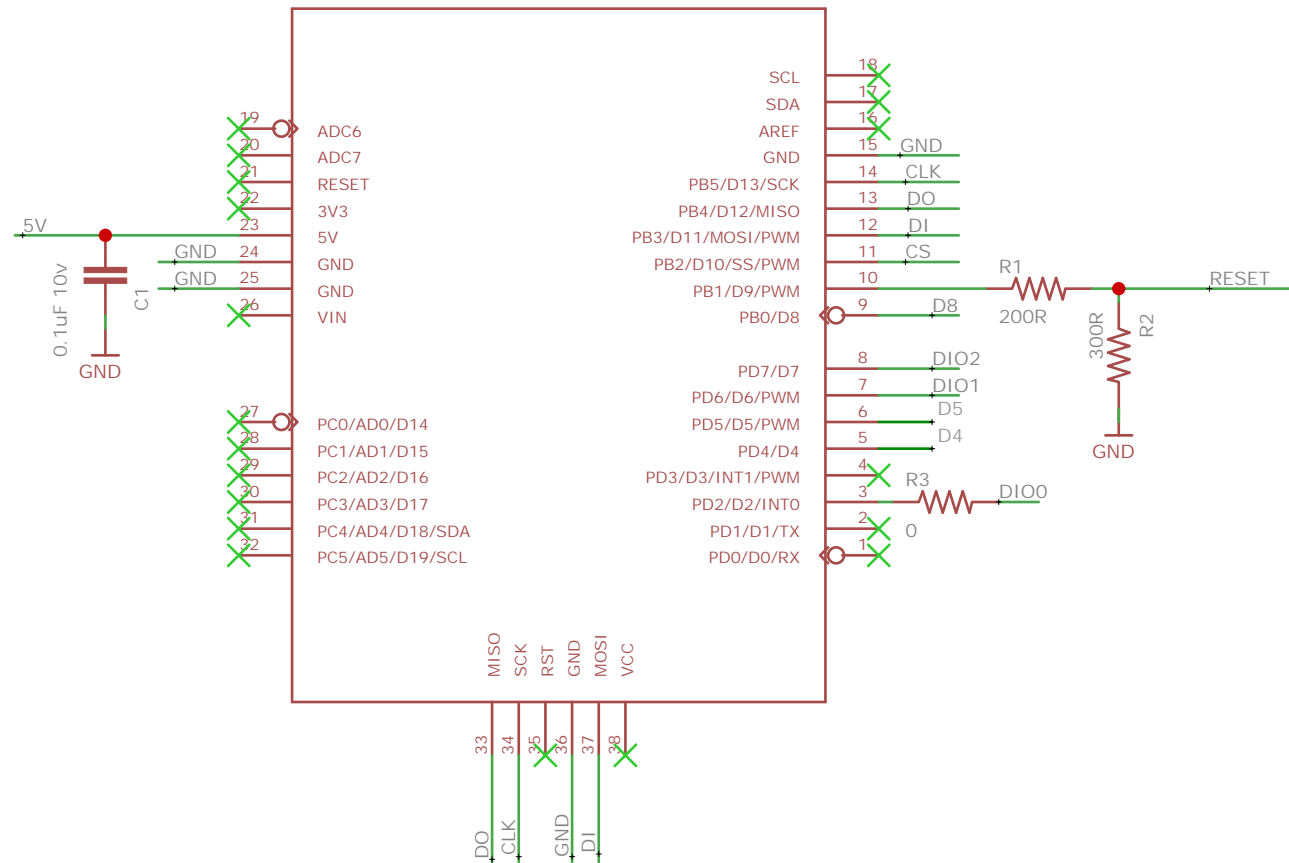 18
SCL
17
SDA
16
AREF
15
GND
GND
14
PB5/D13/SCK
CLK
13
PB4/D12/MISO
DO
12
PB3/D11/MOSI/PWM
DI
11
PB2/D10/SS/PWM
CS
10
PB1/D9/PWM
9
PB0/D8
D8
8
PD7/D7
DIO2
7
PD6/D6/PWM
DIO1
6
PD5/D5/PWM
D5
5
PD4/D4
D4
4
PD3/D3/INT1/PWM
3
PD2/D2/INT0
2
PD1/D1/TX
1
PD0/D0/RX
R1
200R
RESET
300R
R2
GND
R3
DIO0
0
19
ADC6
20
ADC7
21
RESET
22
3V3
5V
23
5V
GND
24
GND
GND
25
GND
26
VIN
0.1uF 10v
C1
GND
27
PC0/AD0/D14
28
PC1/AD1/D15
29
PC2/AD2/D16
30
PC3/AD3/D17
31
PC4/AD4/D18/SDA
32
PC5/AD5/D19/SCL
MISO
SCK
RST
GND
MOSI
VCC
33
34
35
36
37
38
DO
CLK
GND
DI